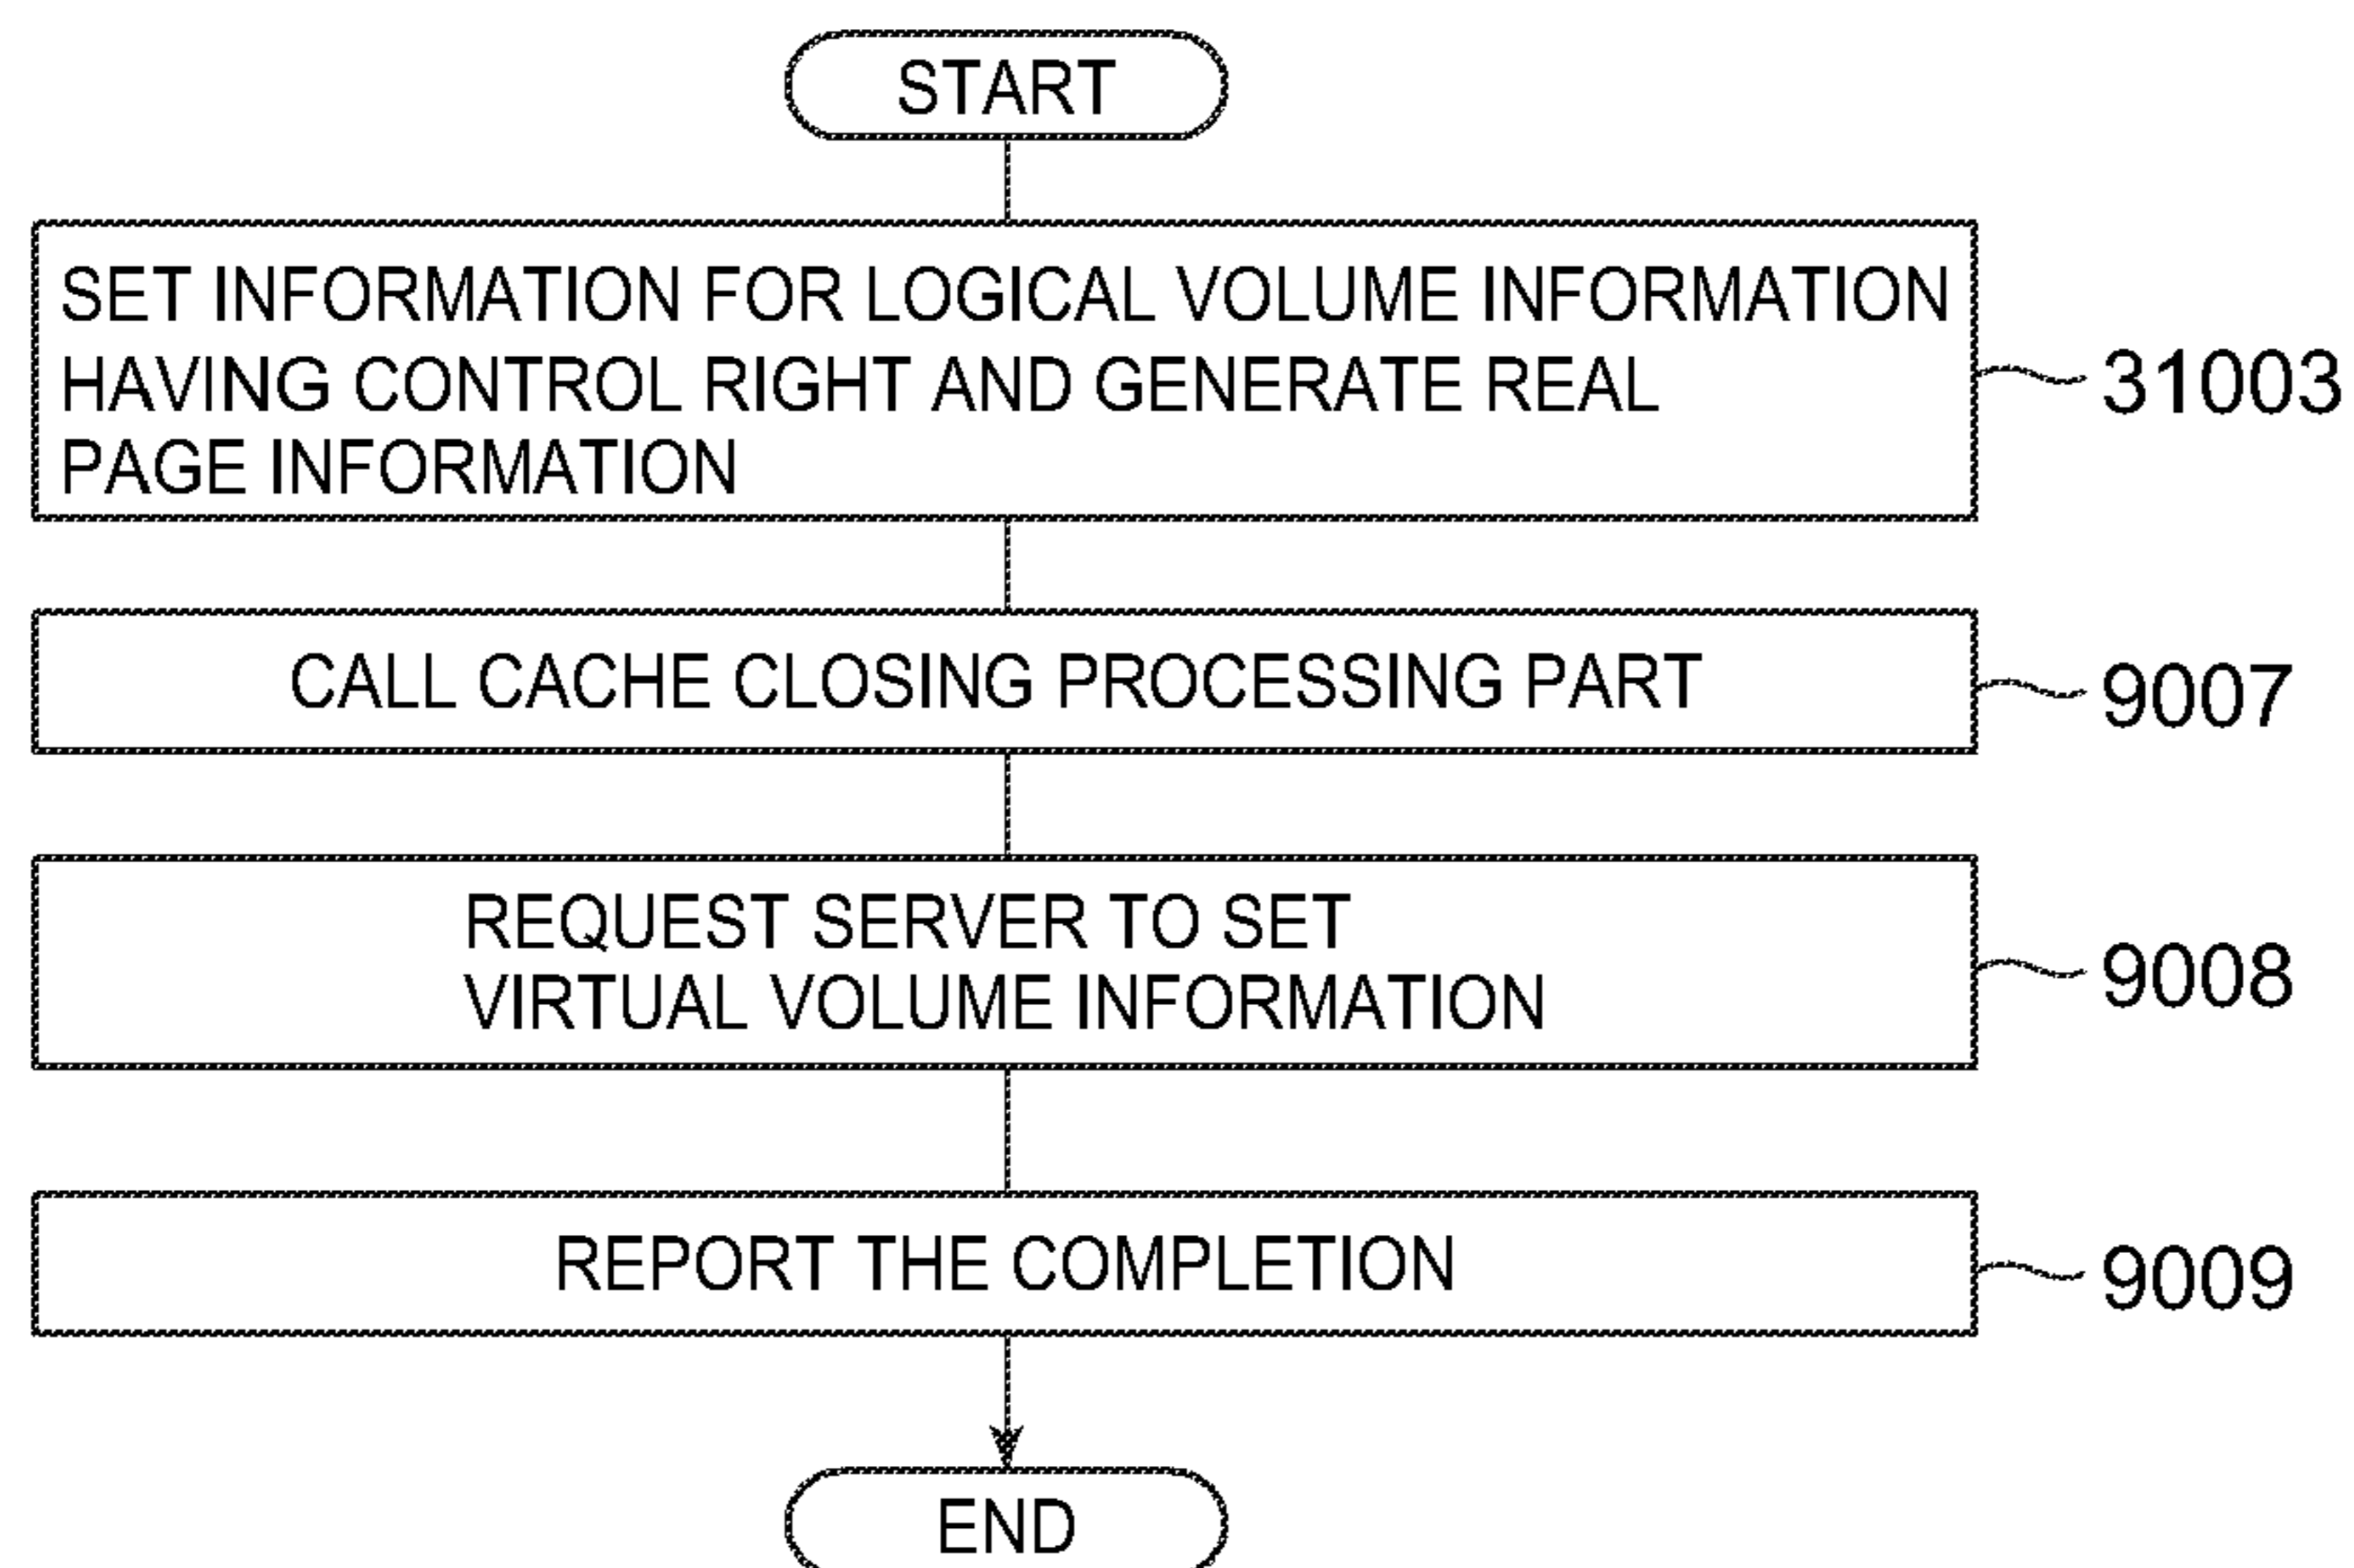 START
SET INFORMATION FOR LOGICAL VOLUME INFORMATION
HAVING CONTROL RIGHT AND GENERATE REAL
PAGE INFORMATION
31003
CALL CACHE CLOSING PROCESSING PART
9007
REQUEST SERVER TO SET
VIRTUAL VOLUME INFORMATION
9008
REPORT THE COMPLETION
9009
END